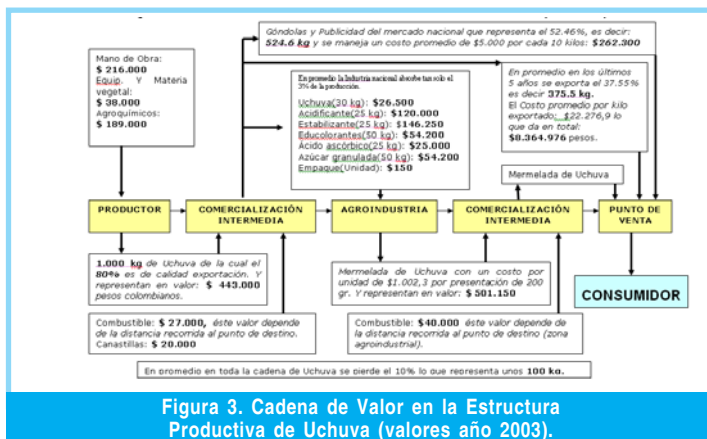 Góndolas y Publicidad del mercado nacional que representa el 52.46%, es decir:
524.6 kg y se maneja un costo promedio de $5.000 por cada 10 kilos: $262.300
Mano de Obra:
$ 216.000
Equip. Y Materia
vegetal:
$ 38.000
Agroquímicos:
$ 189.000
En promedio la Industria nacional absorbe tan solo el
3% de la producción.
Uchuva(30 kg): $26.500
Acidificante(25 kg): $120.000
Estabilizante(25 kg): $146.250
Educolorantes(50 kg): $54.200
Ácido ascórbico(25 kg): $25.000
Azúcar granulada(50 kg): $54.200
Empaque(Unidad): $150
En promedio en los últimos
5 años se exporta el 37.55%
es decir 375.5 kg.
El Costo promedio por kilo
exportado: $22.276,9 lo
que da en total:
$8.364.976 pesos.
Mermelada de Uchuva
PRODUCTOR
COMERCIALIZACIÓN
INTERMEDIA
AGROINDUSTRIA
COMERCIALIZACIÓN
INTERMEDIA
PUNTO DE
VENTA
1.000 kg de Uchuva de la cual el
80% es de calidad exportación. Y
representan en valor: $ 443.000
pesos colombianos.
Mermelada de Uchuva con un costo por
unidad de $1.002,3 por presentación de 200
gr. Y representan en valor: $ 501.150
CONSUMIDOR
Combustible: $ 27.000, éste valor depende
de la distancia recorrida al punto de destino.
Canastillas: $ 20.000
Combustible: $40.000 éste valor depende de
la distancia recorrida al punto de destino (zona
agroindustrial).
En promedio en toda la cadena de Uchuva se pierde el 10% lo que representa unos 100 kg.
Figura 3. Cadena de Valor en la Estructura
Productiva de Uchuva (valores año 2003).